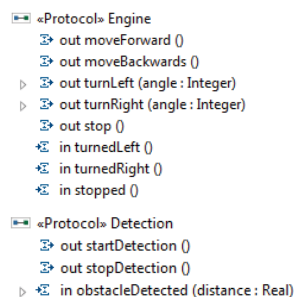 «Protocol» Engine
out moveForward ()
out moveBackwards ()
out turnLeft (angle : Integer)
out turnRight (angle : Integer)
out stop ()
in turnedLeft ()
in turnedRight ()
in stopped ()
«Protocol» Detection
out startDetection ()
out stopDetection ()
in obstacleDetected (distance : Real)